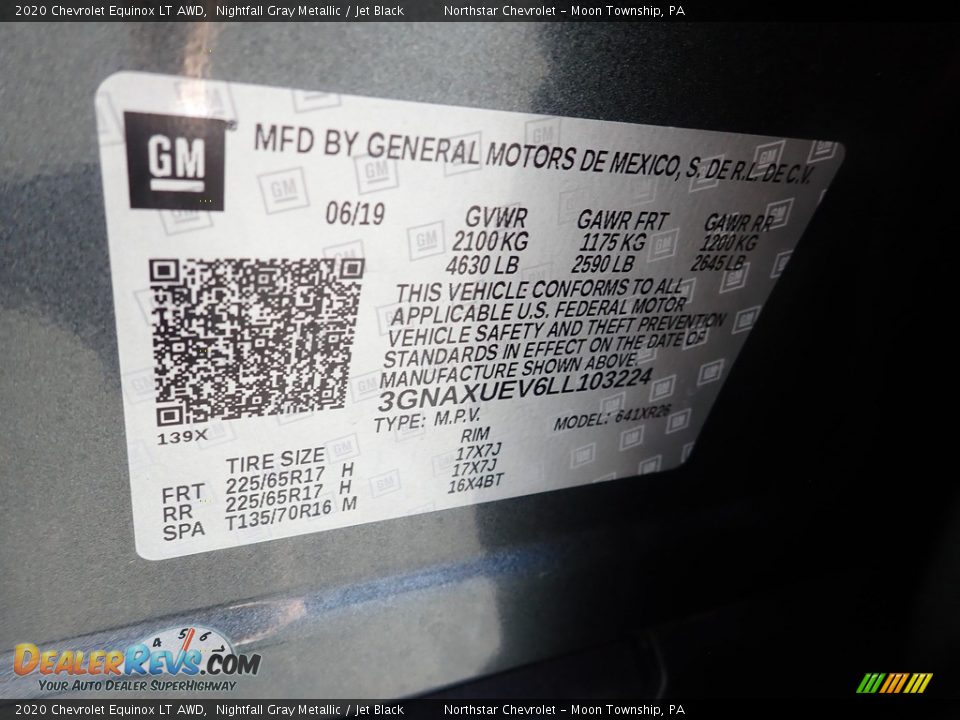 2020 Chevrolet Equinox LT AWD, Nightfall Gray Metallic / Jet Black Northstar Chevrolet - Moon Township, PA
GM
MFD BY GENERAL MOTORS DE MEXICO, S. DE R.L. DE C.V.
06/19 GVWR GAWR FRT GAWR RR
2100 KG 1175 KG 1200 KG
4630 LB 2590 LB 2645 LB
THIS VEHICLE CONFORMS TO ALL
APPLICABLE U.S. FEDERAL MOTOR
VEHICLE SAFETY AND THEFT PREVENTION
STANDARDS IN EFFECT ON THE DATE OF
MANUFACTURE SHOWN ABOVE.
3GNAXUEV6LL103224
TYPE: M.P.V. MODEL: 641XR26
139X
TIRE SIZE RIM
FRT 225/65R17 H 17X7J
RR 225/65R17 H 17X7J
SPA T135/70R16 M 16X4BT
4 5 6
DEALERREVS.COM
YOUR AUTO DEALER SUPERHIGHWAY
2020 Chevrolet Equinox LT AWD, Nightfall Gray Metallic / Jet Black Northstar Chevrolet - Moon Township, PA